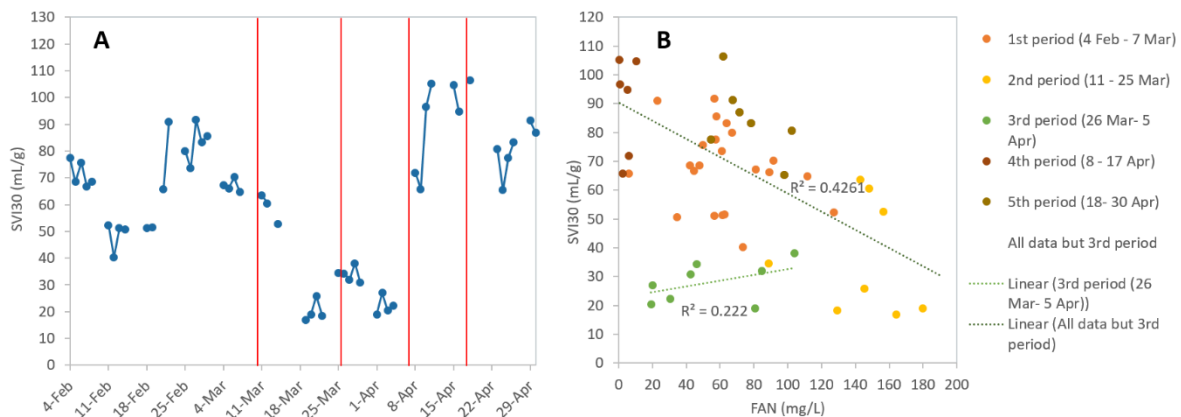 A
SVI30 (mL/g)
130
120
110
100
90
80
70
60
50
40
30
20
10
0
4-Feb
11-Feb
18-Feb
25-Feb
4-Mar
11-Mar
18-Mar
25-Mar
1-Apr
8-Apr
15-Apr
22-Apr
29-Apr
B
SVI30 (mL/g)
110
100
90
80
70
60
50
40
30
20
10
0
R² = 0.4261
R² = 0.222
0 20 40 60 80 100 120 140 160 180 200
FAN (mg/L)
1st period (4 Feb - 7 Mar)
2nd period (11 - 25 Mar)
3rd period (26 Mar- 5
Apr)
4th period (8 - 17 Apr)
5th period (18- 30 Apr)
All data but 3rd period
Linear (3rd period (26
Mar- 5 Apr))
Linear (All data but 3rd
period)